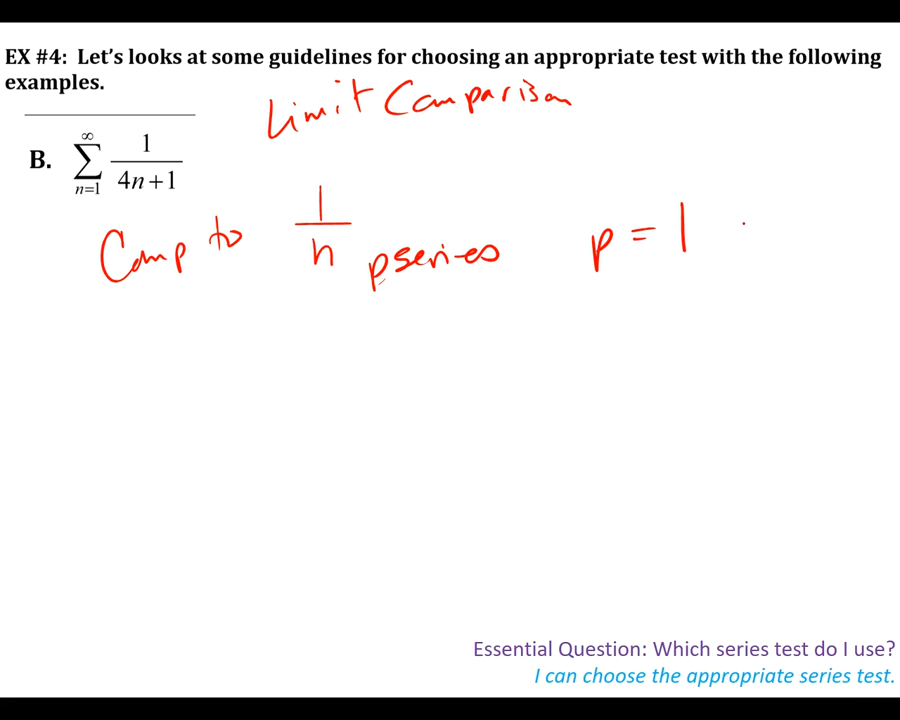 EX #4: Let's looks at some guidelines for choosing an appropriate test with the following
examples.
Limit Comparison
B. ∑_{n=1}^{∞} \frac{1}{4n+1}
Comp to \frac{1}{n} pseries p = 1
Essential Question: Which series test do I use?
I can choose the appropriate series test.